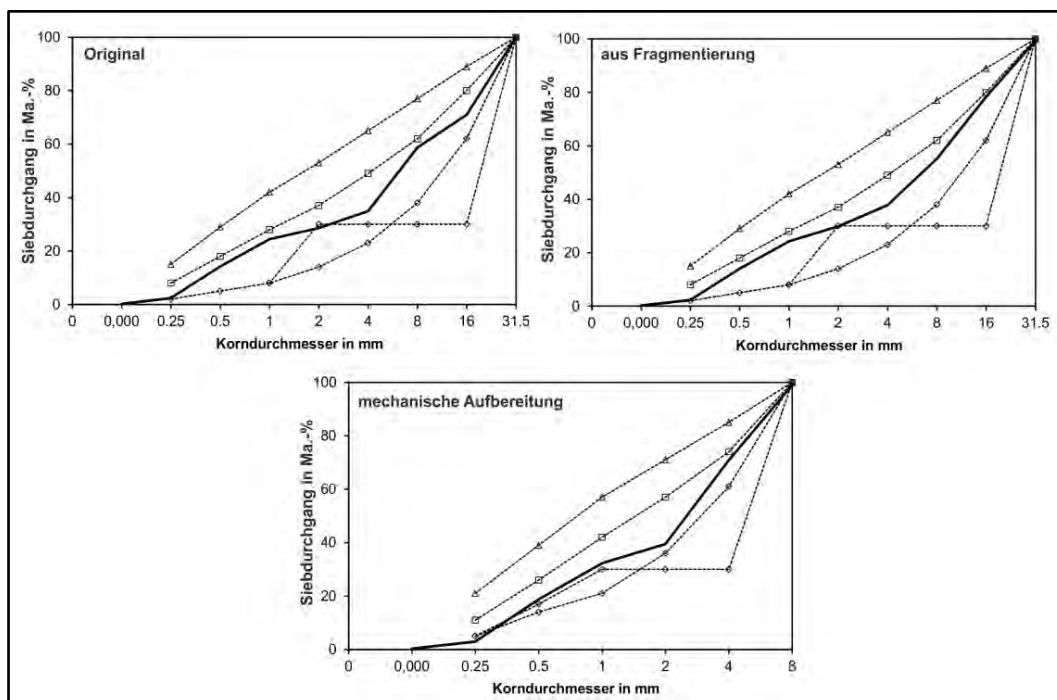 Original
Siebdurchgang in Ma.-%
100
80
60
40
20
0
0 0,000 0.25 0.5 1 2 4 8 16 31.5
Korndurchmesser in mm
aus Fragmentierung
Siebdurchgang in Ma.-%
100
80
60
40
20
0
0 0,000 0.25 0.5 1 2 4 8 16 31.5
Korndurchmesser in mm
mechanische Aufbereitung
Siebdurchgang in Ma.-%
100
80
60
40
20
0
0 0,000 0.25 0.5 1 2 4 8
Korndurchmesser in mm